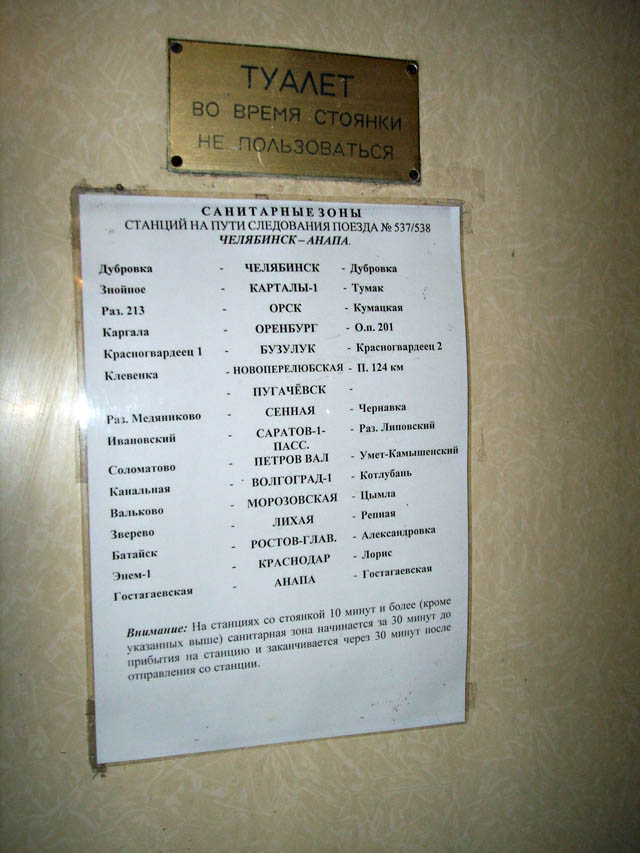 ТУАЛЕТ
ВО ВРЕМЯ СТОЯНКИ
НЕ ПОЛЬЗОВАТЬСЯ
САНИТАРНЫЕ ЗОНЫ
СТАНЦИЙ НА ПУТИ СЛЕДОВАНИЯ ПОЕЗДА № 537/538
ЧЕЛЯБИНСК – АНАПА.
Дубровка - ЧЕЛЯБИНСК - Дубровка
Знойное - КАРТАЛЫ-1 - Тумак
Раз. 213 - ОРСК - Кумацкая
Каргала - ОРЕНБУРГ - О.п. 201
Красногвардеец 1 - БУЗУЛУК - Красногвардеец 2
Клевенка - НОВОПЕРЕЛЮБСКАЯ - П. 124 км
- ПУГАЧЁВСК -
Раз. Медяниково - СЕННАЯ - Чернавка
Ивановский - САРАТОВ-1- - Раз. Липовский
ПАСС.
Соломатово - ПЕТРОВ ВАЛ - Умет-Камышенский
Канальная - ВОЛГОГРАД-1 - Котлубань
Вальково - МОРОЗОВСКАЯ - Цымла
Зверево - ЛИХАЯ - Репная
Батайск - РОСТОВ-ГЛАВ. - Александровка
Энем-1 - КРАСНОДАР - Лорис
Гостагаевская - АНАПА - Гостагаевская
Внимание: На станциях со стоянкой 10 минут и более (кроме
указанных выше) санитарная зона начинается за 30 минут до
прибытия на станцию и заканчивается через 30 минут после
отправления со станции.